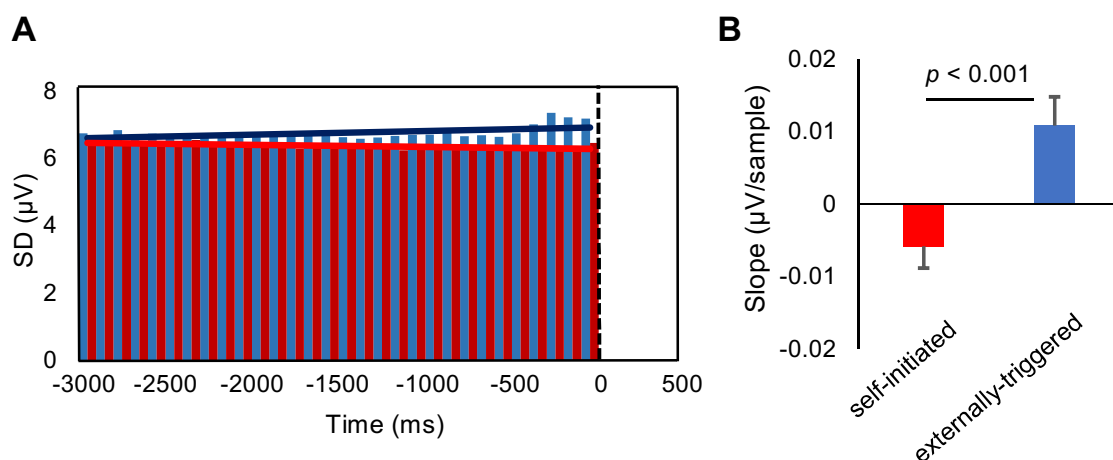 A
8
6
4
2
0
SD (µV)
-3000 -2500 -2000 -1500 -1000 -500 0 500
Time (ms)
B
0.02
0.01
0
-0.01
-0.02
Slope (µV/sample)
p < 0.001
self-initiated
externally-triggered